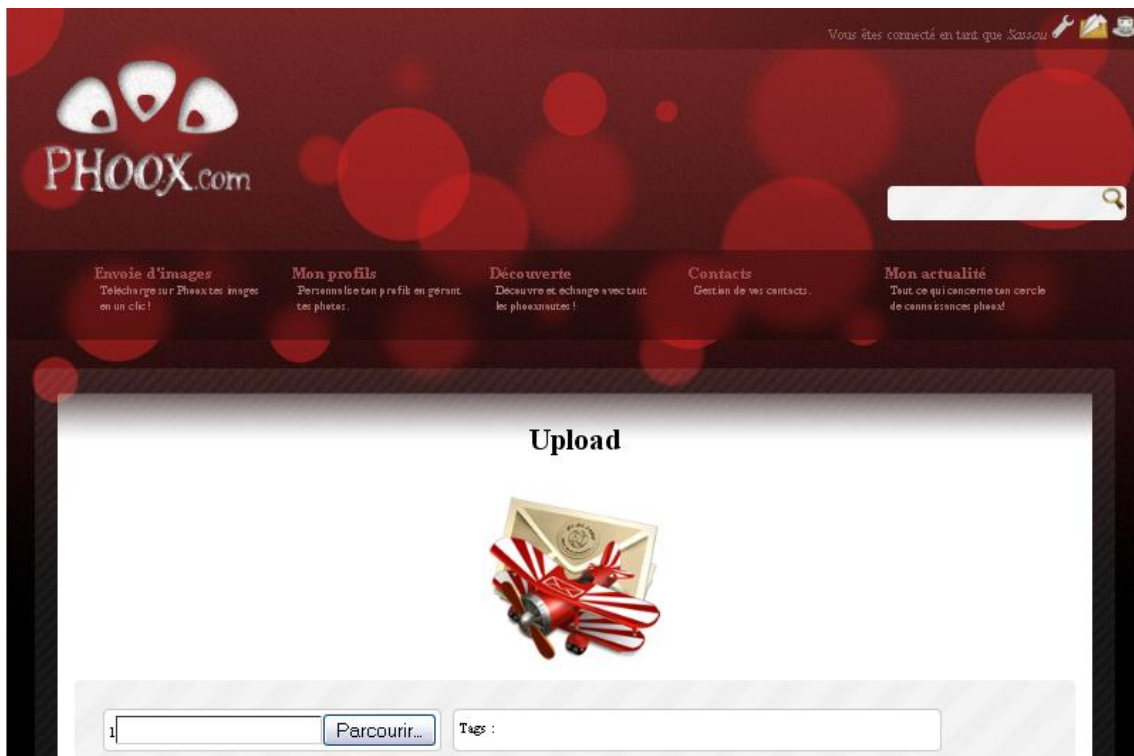 Vous êtes connecté en tant que Sassou
PHOOX.com
Envoie d'images
Télécharge sur Phoox tes images
en un clic!
Mon profils
Personnalise ton profils en gérant
tes photos.
Découverte
Découvre et échange avec tout
les phooxnautes!
Contacts
Gestion de vos contacts.
Mon actualité
Tout ce qui concerne ton cercle
de connaissances phoox!
Upload
1
Parcourir...
Tags :